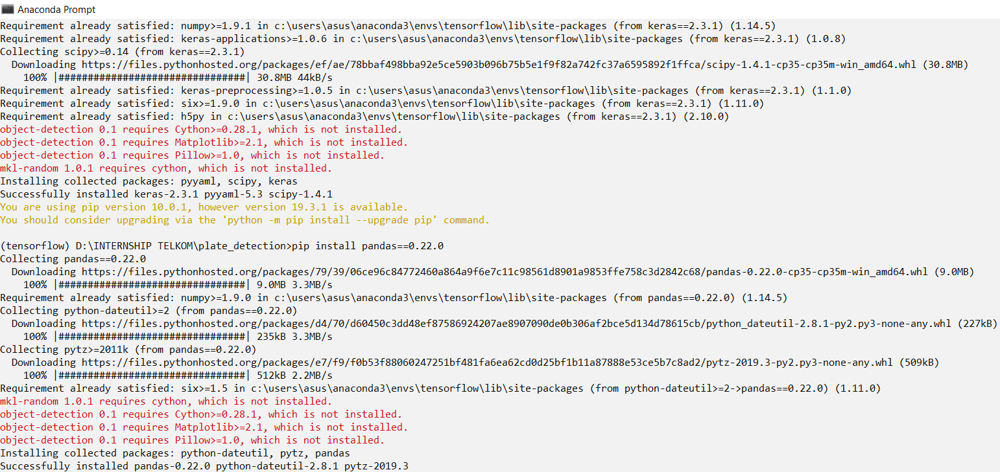 Anaconda Prompt
Requirement already satisfied: numpy>=1.9.1 in c:\users\asus\anaconda3\envs\tensorflow\lib\site-packages (from keras==2.3.1) (1.14.5)
Requirement already satisfied: keras-applications>=1.0.6 in c:\users\asus\anaconda3\envs\tensorflow\lib\site-packages (from keras==2.3.1) (1.0.8)
Collecting scipy>=0.14 (from keras==2.3.1)
  Downloading https://files.pythonhosted.org/packages/ef/ae/78bbaf498bba92e5ce5903b096b75b5e1f9f82a742fc37a6595892f1ffca/scipy-1.4.1-cp35-cp35m-win_amd64.whl (30.8MB)
    100% |################################| 30.8MB 44kB/s
Requirement already satisfied: keras-preprocessing>=1.0.5 in c:\users\asus\anaconda3\envs\tensorflow\lib\site-packages (from keras==2.3.1) (1.1.0)
Requirement already satisfied: six>=1.9.0 in c:\users\asus\anaconda3\envs\tensorflow\lib\site-packages (from keras==2.3.1) (1.11.0)
Requirement already satisfied: h5py in c:\users\asus\anaconda3\envs\tensorflow\lib\site-packages (from keras==2.3.1) (2.10.0)
object-detection 0.1 requires Cython>=0.28.1, which is not installed.
object-detection 0.1 requires Matplotlib>=2.1, which is not installed.
object-detection 0.1 requires Pillow>=1.0, which is not installed.
mkl-random 1.0.1 requires cython, which is not installed.
Installing collected packages: pyyaml, scipy, keras
Successfully installed keras-2.3.1 pyyaml-5.3 scipy-1.4.1
You are using pip version 10.0.1, however version 19.3.1 is available.
You should consider upgrading via the 'python -m pip install --upgrade pip' command.
(tensorflow) D:\INTERNSHIP TELKOM\plate_detection>pip install pandas==0.22.0
Collecting pandas==0.22.0
  Downloading https://files.pythonhosted.org/packages/79/39/06ce96c84772460a864a9f6e7c11c98561d8901a9853ffe758c3d2842c68/pandas-0.22.0-cp35-cp35m-win_amd64.whl (9.0MB)
    100% |################################| 9.0MB 3.3MB/s
Requirement already satisfied: numpy>=1.9.0 in c:\users\asus\anaconda3\envs\tensorflow\lib\site-packages (from pandas==0.22.0) (1.14.5)
Collecting python-dateutil>=2 (from pandas==0.22.0)
  Downloading https://files.pythonhosted.org/packages/d4/70/d60450c3dd48ef87586924207ae8907090de0b306af2bce5d134d78615cb/python_dateutil-2.8.1-py2.py3-none-any.whl (227kB)
    100% |################################| 235kB 3.3MB/s
Collecting pytz>=2011k (from pandas==0.22.0)
  Downloading https://files.pythonhosted.org/packages/e7/f9/f0b53f88060247251bf481fa6ea62cd0d25bf1b11a87888e53ce5b7c8ad2/pytz-2019.3-py2.py3-none-any.whl (509kB)
    100% |################################| 512kB 2.2MB/s
Requirement already satisfied: six>=1.5 in c:\users\asus\anaconda3\envs\tensorflow\lib\site-packages (from python-dateutil>=2->pandas==0.22.0) (1.11.0)
mkl-random 1.0.1 requires cython, which is not installed.
object-detection 0.1 requires Cython>=0.28.1, which is not installed.
object-detection 0.1 requires Matplotlib>=2.1, which is not installed.
object-detection 0.1 requires Pillow>=1.0, which is not installed.
Installing collected packages: python-dateutil, pytz, pandas
Successfully installed pandas-0.22.0 python-dateutil-2.8.1 pytz-2019.3